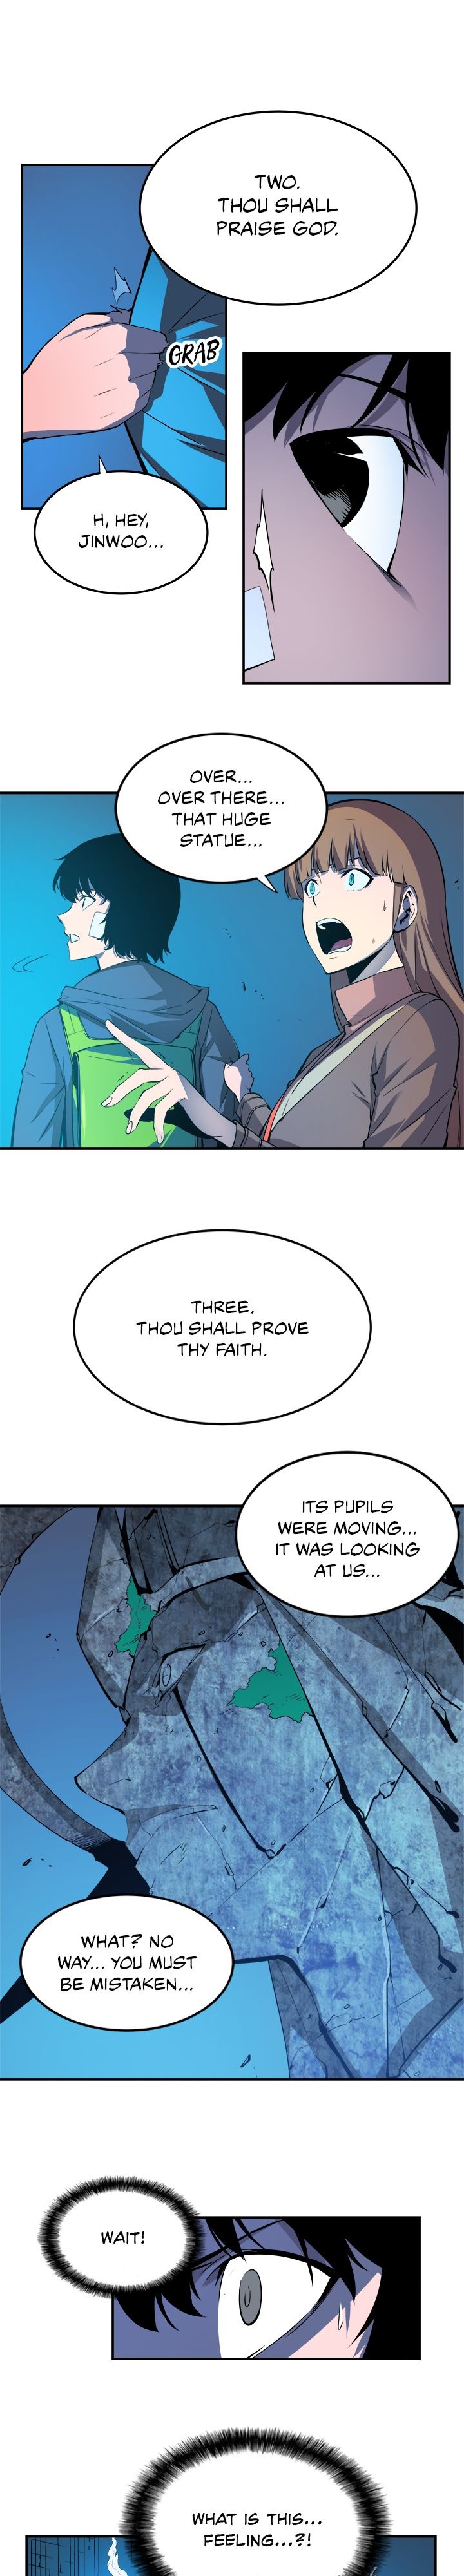 TWO.
THOU SHALL
PRAISE GOD.
GRAB
H, HEY,
JINWOO...
OVER...
OVER THERE...
THAT HUGE
STATUE...
THREE.
THOU SHALL PROVE
THY FAITH.
ITS PUPILS
WERE MOVING...
IT WAS LOOKING
AT US...
WHAT? NO
WAY... YOU MUST
BE MISTAKEN...
WAIT!
WHAT IS THIS...
FEELING...?!